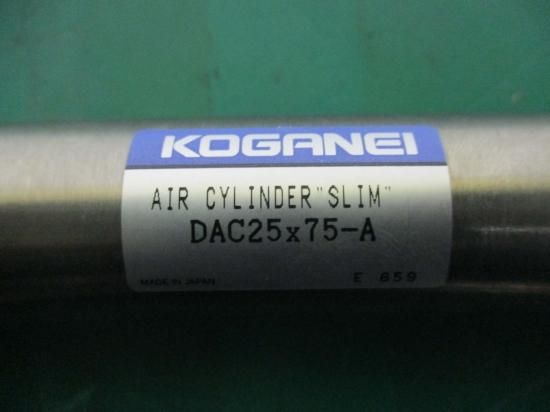 KOGANEI
AIR CYLINDER "SLIM"
DAC25x75-A
MADE IN JAPAN E 659